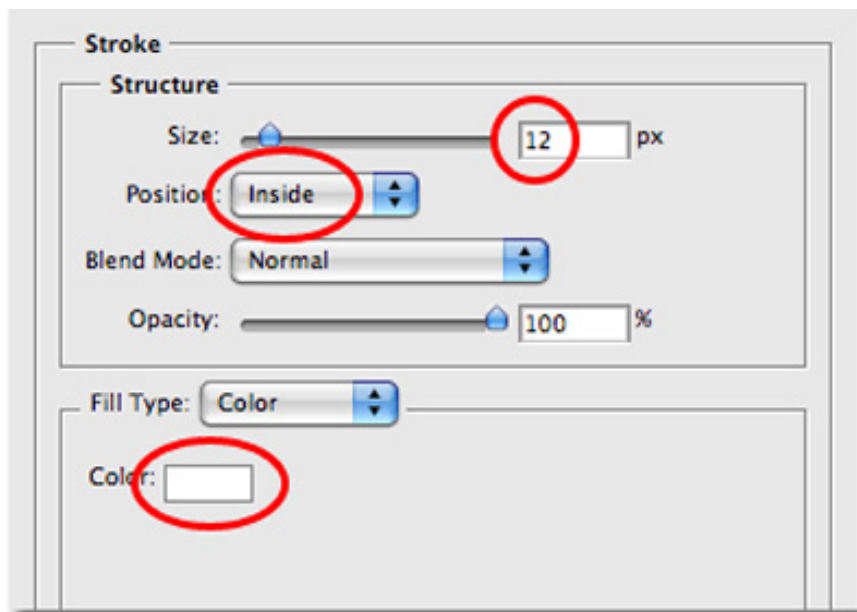 Stroke
Structure
Size: 12 px
Position: Inside
Blend Mode: Normal
Opacity: 100 %
Fill Type: Color
Color: